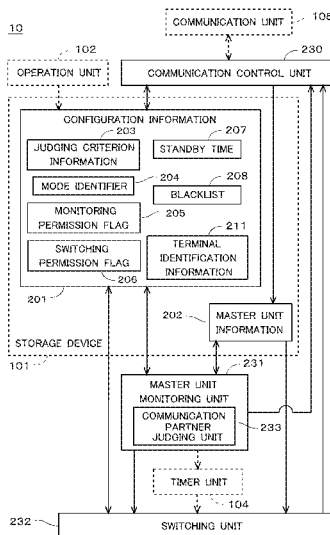 10
COMMUNICATION UNIT
105
102
230
OPERATION UNIT
COMMUNICATION CONTROL UNIT
CONFIGURATION INFORMATION
203
207
JUDGING CRITERION
INFORMATION
STANDBY TIME
204
208
MODE IDENTIFIER
BLACKLIST
MONITORING
PERMISSION FLAG
205
211
SWITCHING
PERMISSION FLAG
TERMINAL
IDENTIFICATION
INFORMATION
206
201
202
MASTER UNIT
INFORMATION
STORAGE DEVICE
101
231
MASTER UNIT
MONITORING UNIT
COMMUNICATION
PARTNER
JUDGING UNIT
233
TIMER UNIT
104
232
SWITCHING UNIT